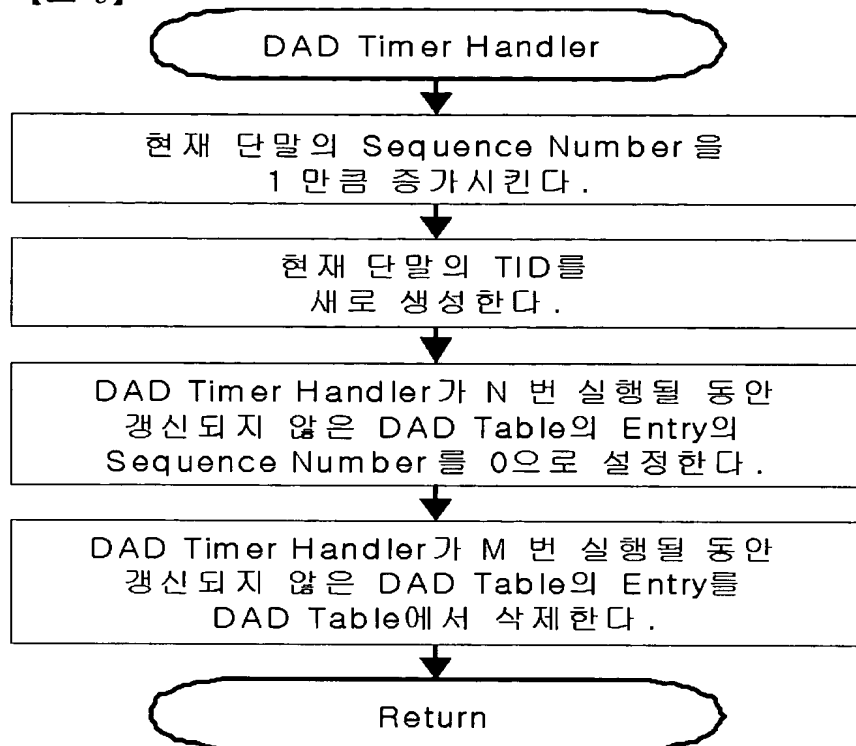 DAD Timer Handler
현재 단말의 Sequence Number을
1 만큼 증가시킨다.
현재 단말의 TID를
새로 생성한다.
DAD Timer Handler가 N 번 실행될 동안
갱신되지 않은 DAD Table의 Entry의
Sequence Number를 0으로 설정한다.
DAD Timer Handler가 M 번 실행될 동안
갱신되지 않은 DAD Table의 Entry를
DAD Table에서 삭제한다.
Return